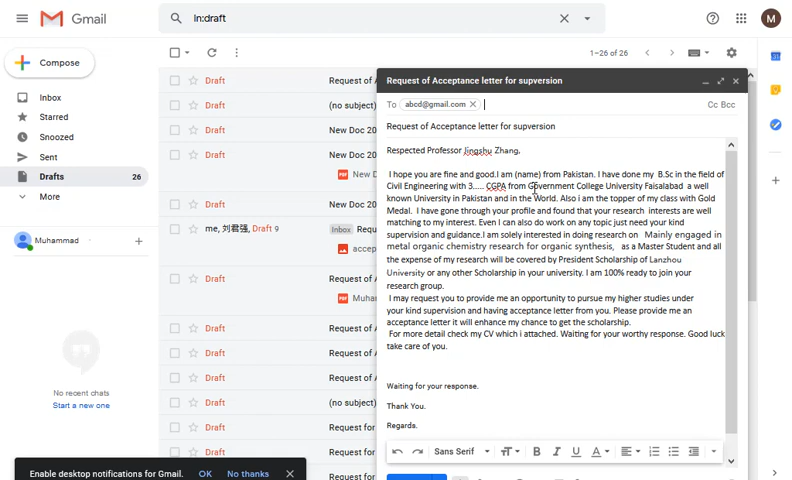 Gmail
in:draft
M
Compose
1–26 of 26
Inbox
Starred
Snoozed
Sent
Drafts 26
More
Muhammad
No recent chats
Start a new one
Draft Request of A
Draft (no subject)
Draft New Doc 20
Draft New Doc 20
PDF New D
Draft New Doc 20
me, 刘君强, Draft 9 Inbox Requ
accep
Draft Request of A
PDF Muha
Draft Request of A
Draft Request of A
Draft Request of A
Draft (no subject)
Draft Request for
Draft Request for
Request for
Request of Acceptance letter for supversion
To abcd@gmail.com Cc Bcc
Request of Acceptance letter for supversion
Respected Professor Jingshu Zhang,
I hope you are fine and good.I am (name) from Pakistan. I have done my B.Sc in the field of
Civil Engineering with 3..... CGPA from Government College University Faisalabad a well
known University in Pakistan and in the World. Also i am the topper of my class with Gold
Medal. I have gone through your profile and found that your research interests are well
matching to my interest. Even I can also do work on any topic just need your kind
supervision and guidance.I am solely interested in doing research on Mainly engaged in
metal organic chemistry research for organic synthesis, as a Master Student and all
the expense of my research will be covered by President Scholarship of Lanzhou
University or any other Scholarship in your university. I am 100% ready to join your
research group.
I may request you to provide me an opportunity to pursue my higher studies under
your kind supervision and having acceptance letter from you. Please provide me an
acceptance letter it will enhance my chance to get the scholarship.
For more detail check my CV which i attached. Waiting for your worthy response. Good luck
take care of you.
Waiting for your response.
Thank You.
Regards.
Sans Serif B I U A
Enable desktop notifications for Gmail. OK No thanks